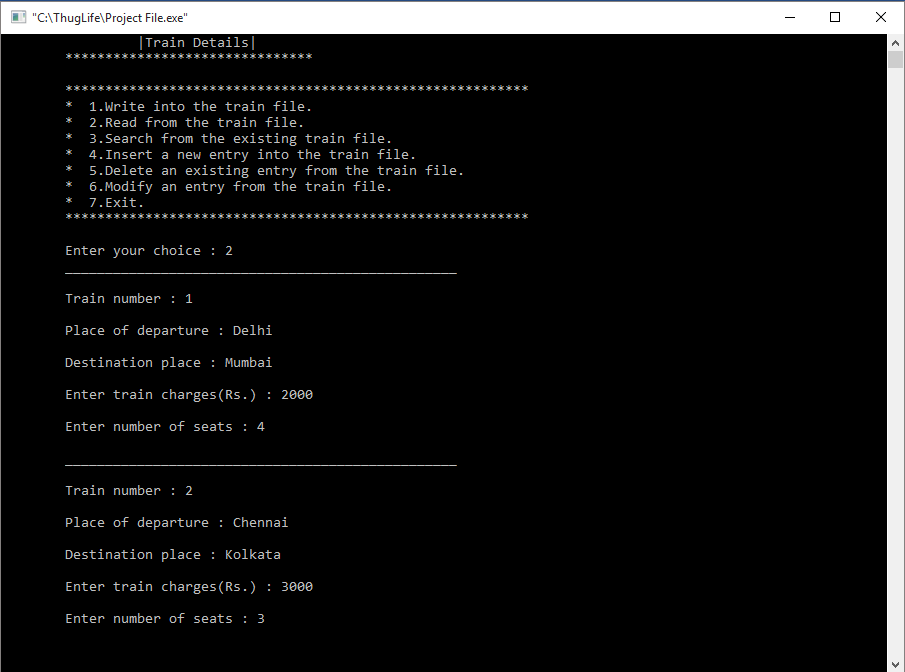 "C:\ThugLife\Project File.exe"
|Train Details|
*******************************
**********************************************************
* 1.Write into the train file.
* 2.Read from the train file.
* 3.Search from the existing train file.
* 4.Insert a new entry into the train file.
* 5.Delete an existing entry from the train file.
* 6.Modify an entry from the train file.
* 7.Exit.
**********************************************************
Enter your choice : 2
_________________________________________________
Train number : 1
Place of departure : Delhi
Destination place : Mumbai
Enter train charges(Rs.) : 2000
Enter number of seats : 4
_________________________________________________
Train number : 2
Place of departure : Chennai
Destination place : Kolkata
Enter train charges(Rs.) : 3000
Enter number of seats : 3